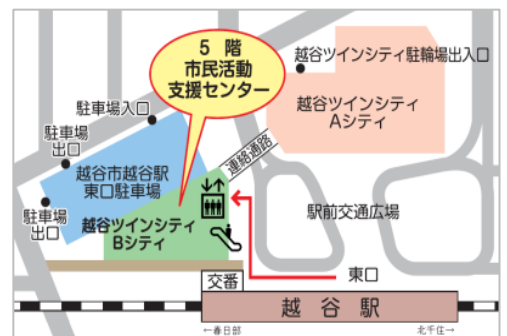 5 階
市民活動
支援センター
越谷ツインシティ駐輪場出入口
越谷ツインシティ
Aシティ
駐車場入口
駐車場
出口
越谷市越谷駅
東口駐車場
連絡通路
駐車場
出口
越谷ツインシティ
Bシティ
駅前交通広場
交番
東口
越谷駅
←春日部
北千住→